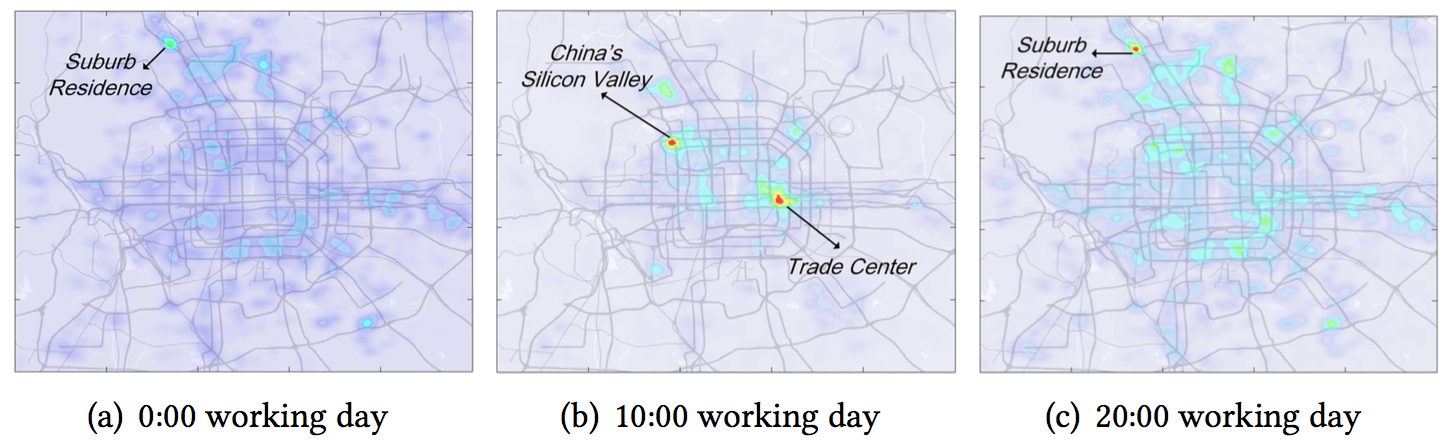 Suburb
Residence
(a) 0:00 working day
China's
Silicon Valley
Trade Center
(b) 10:00 working day
Suburb
Residence
(c) 20:00 working day